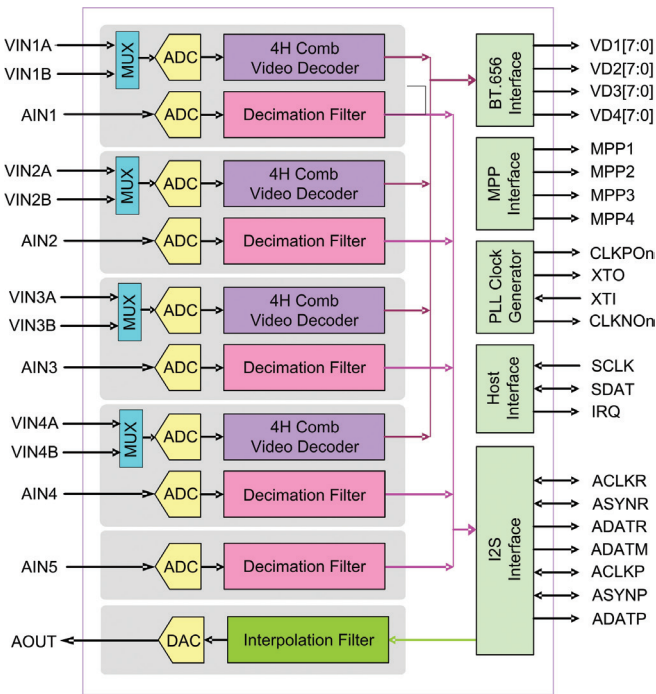 VIN1A
VIN1B
MUX
ADC
4H Comb
Video Decoder
AIN1
ADC
Decimation Filter
VIN2A
VIN2B
MUX
ADC
4H Comb
Video Decoder
AIN2
ADC
Decimation Filter
VIN3A
VIN3B
MUX
ADC
4H Comb
Video Decoder
AIN3
ADC
Decimation Filter
VIN4A
VIN4B
MUX
ADC
4H Comb
Video Decoder
AIN4
ADC
Decimation Filter
AIN5
ADC
Decimation Filter
AOUT
DAC
Interpolation Filter
BT.656
Interface
VD1[7:0]
VD2[7:0]
VD3[7:0]
VD4[7:0]
MPP
Interface
MPP1
MPP2
MPP3
MPP4
PLL Clock
Generator
CLKPOn
XTO
XTI
CLKNOn
Host
Interface
SCLK
SDAT
IRQ
I2S
Interface
ACLKR
ASYNR
ADATR
ADATM
ACLKP
ASYNP
ADATP